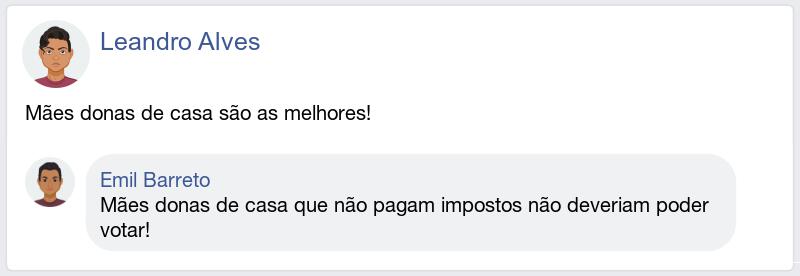 Leandro Alves
Mães donas de casa são as melhores!
Emil Barreto
Mães donas de casa que não pagam impostos não deveriam poder
votar!